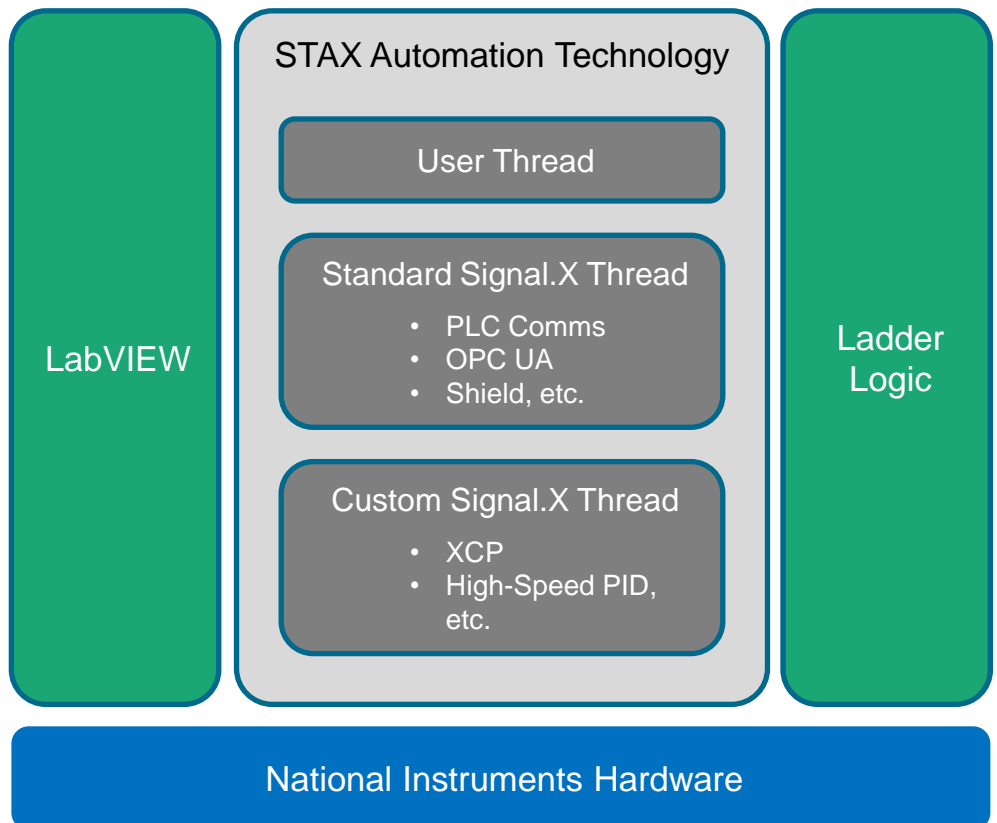 STAX Automation Technology
User Thread
Standard Signal.X Thread
• PLC Comms
• OPC UA
• Shield, etc.
Custom Signal.X Thread
• XCP
• High-Speed PID,
etc.
LabVIEW
Ladder
Logic
National Instruments Hardware